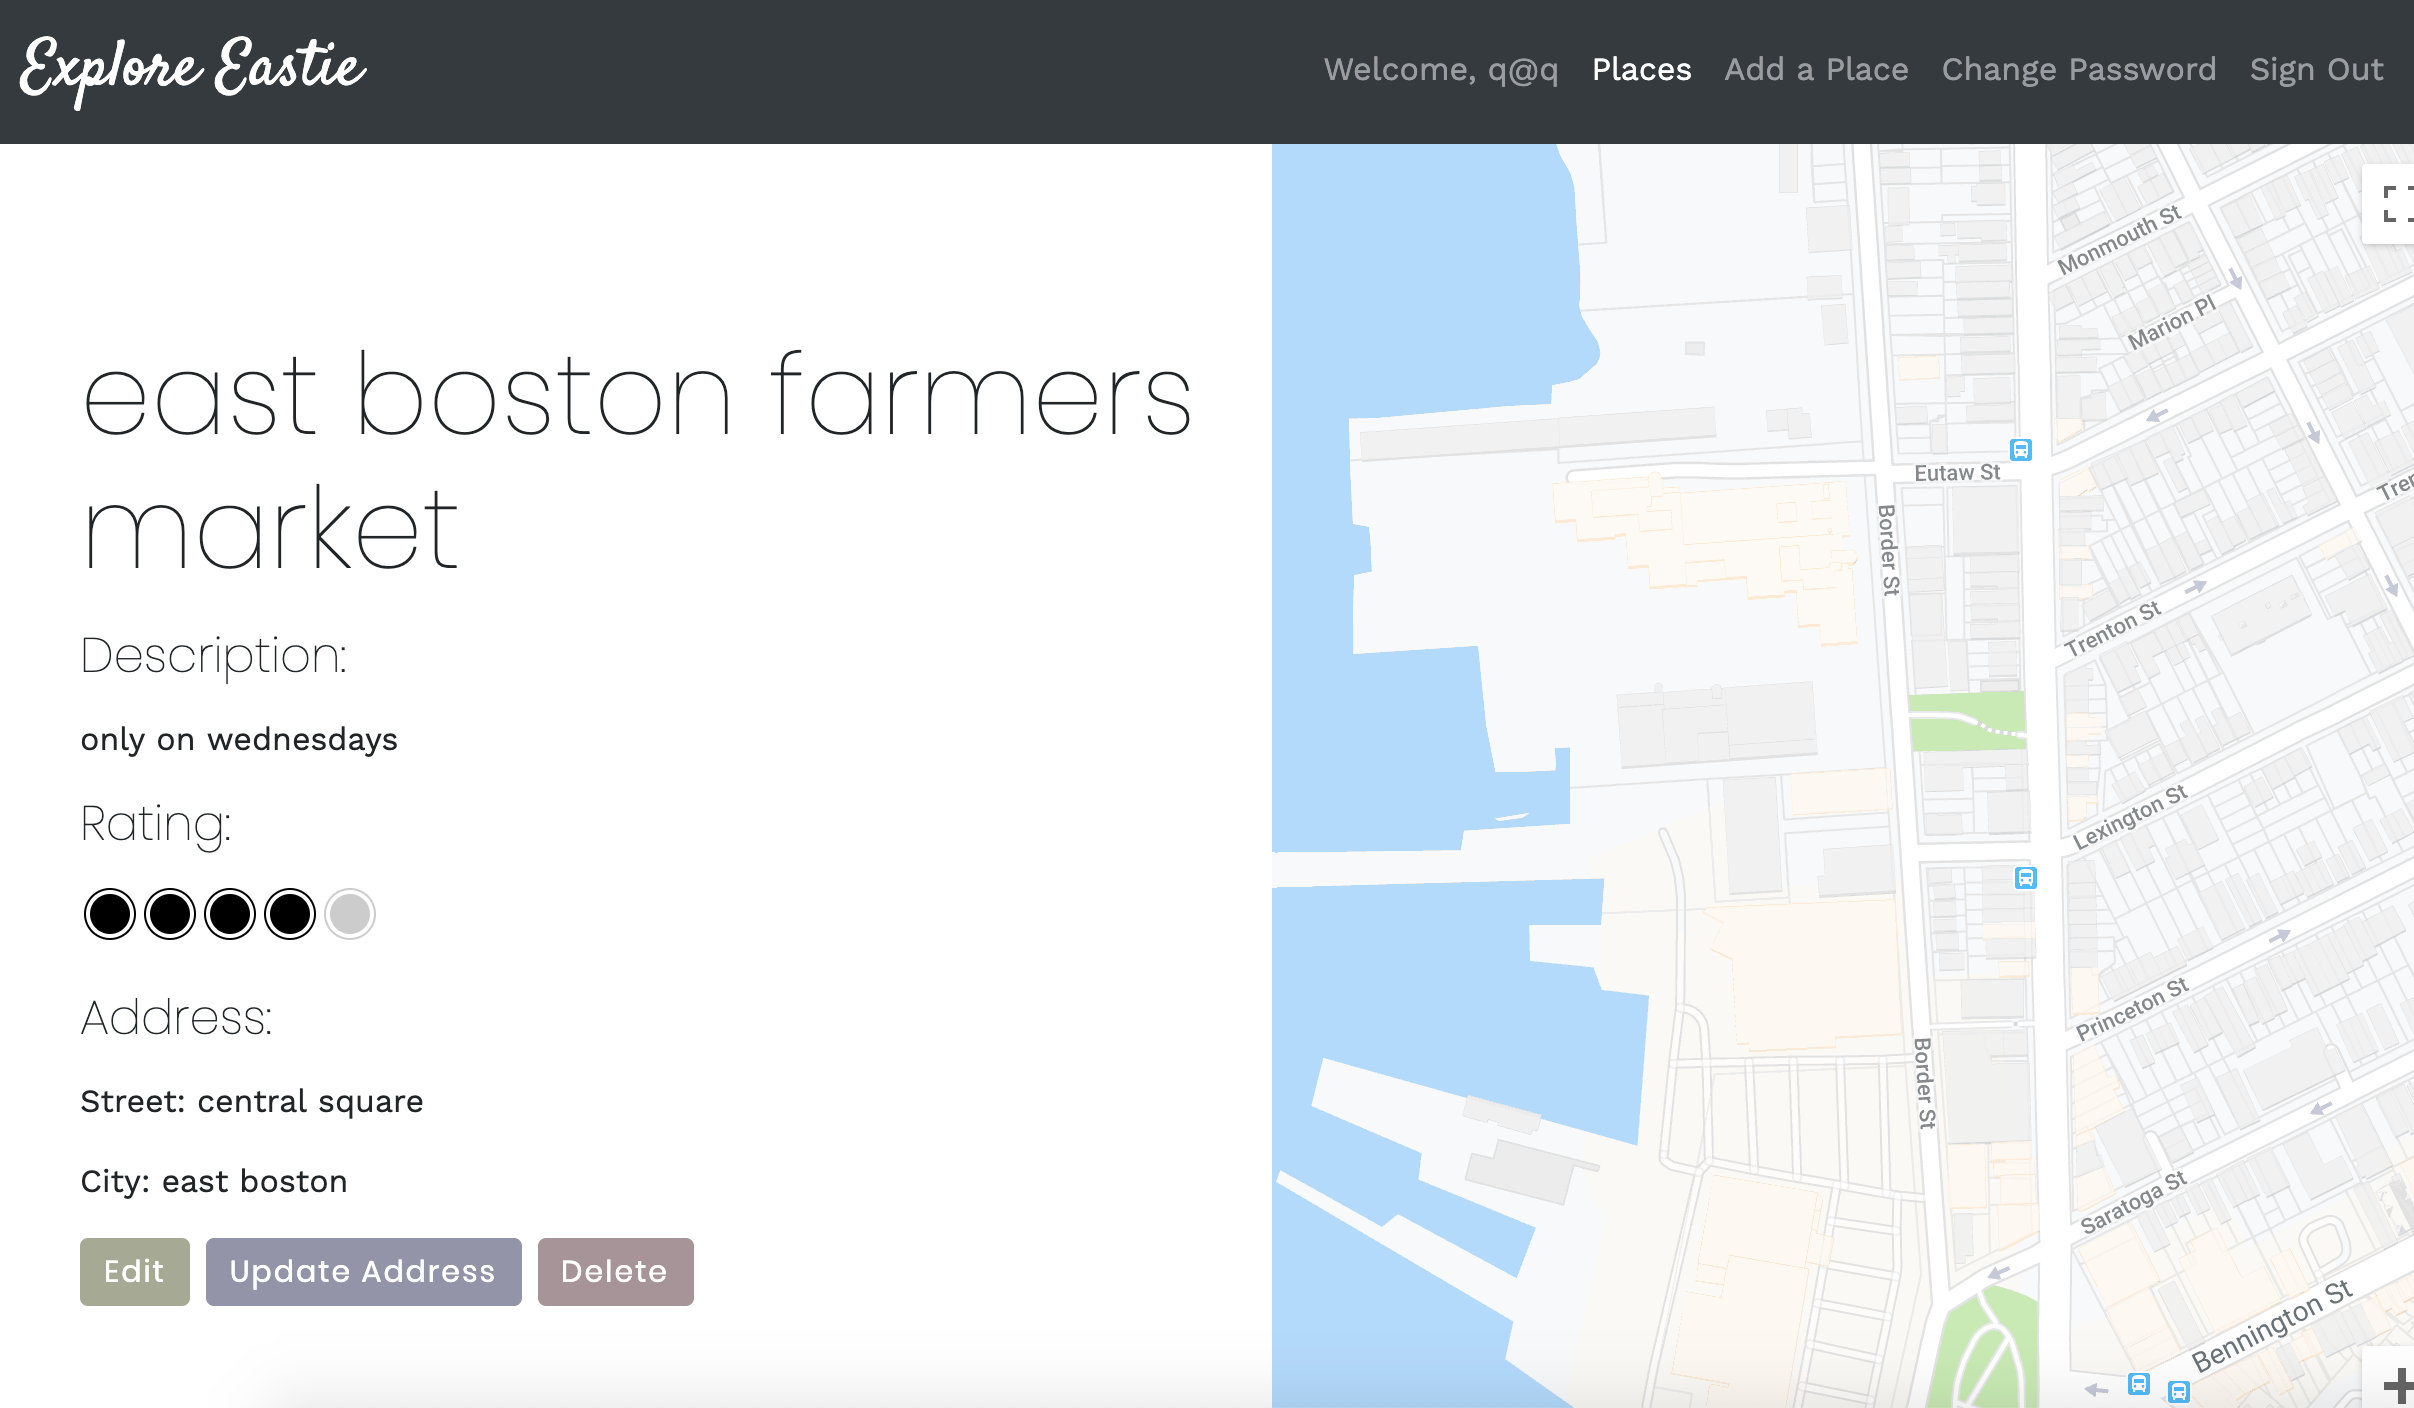 Explore Eastie
Welcome, q@q Places Add a Place Change Password Sign Out
east boston farmers
market
Description:
only on wednesdays
Rating:
Address:
Street: central square
City: east boston
Edit Update Address Delete
Monmouth St
Marion Pl
Eutaw St
Border St
Trenton St
Lexington St
Princeton St
Border St
Saratoga St
Bennington St